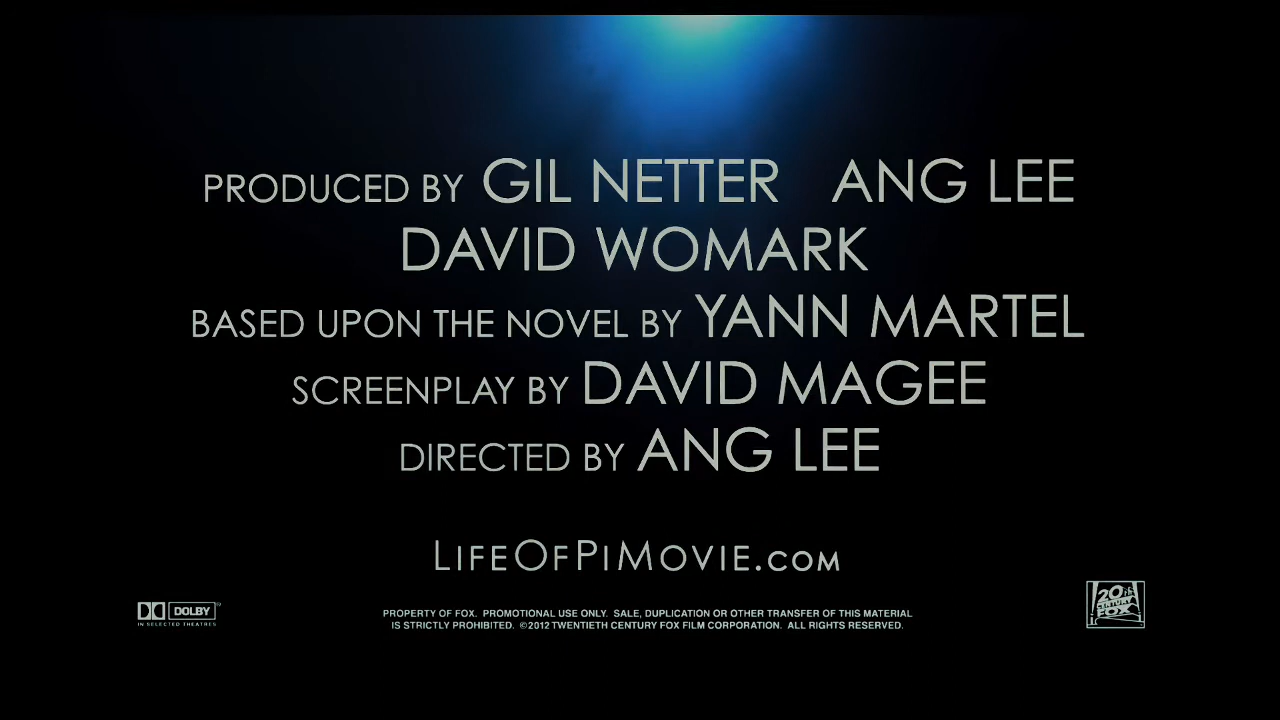 PRODUCED BY GIL NETTER ANG LEE
DAVID WOMARK
BASED UPON THE NOVEL BY YANN MARTEL
SCREENPLAY BY DAVID MAGEE
DIRECTED BY ANG LEE
LIFEOFPIMOVIE.COM
DOLBY
IN SELECTED THEATRES
PROPERTY OF FOX. PROMOTIONAL USE ONLY. SALE, DUPLICATION OR OTHER TRANSFER OF THIS MATERIAL
IS STRICTLY PROHIBITED. ©2012 TWENTIETH CENTURY FOX FILM CORPORATION. ALL RIGHTS RESERVED.
20th
CENTURY
FOX